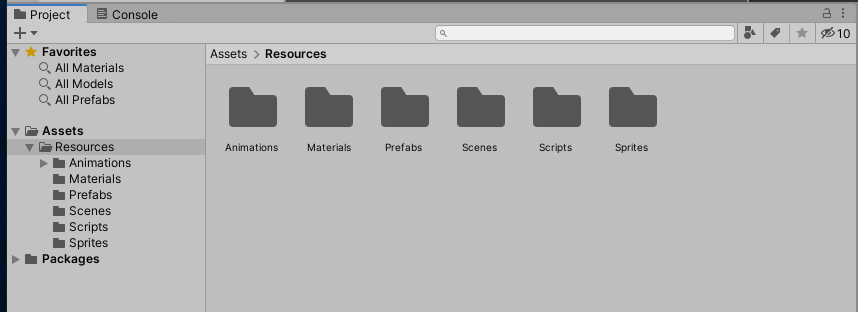 Project Console
10
Favorites
All Materials
All Models
All Prefabs
Assets
Resources
Animations
Materials
Prefabs
Scenes
Scripts
Sprites
Packages
Assets > Resources
Animations Materials Prefabs Scenes Scripts Sprites